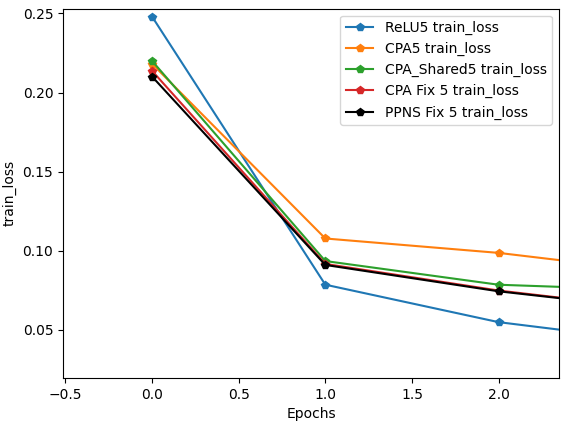 0.25
0.20
0.15
0.10
0.05
train_loss
ReLU5 train_loss
CPA5 train_loss
CPA_Shared5 train_loss
CPA Fix 5 train_loss
PPNS Fix 5 train_loss
−0.5 0.0 0.5 1.0 1.5 2.0
Epochs